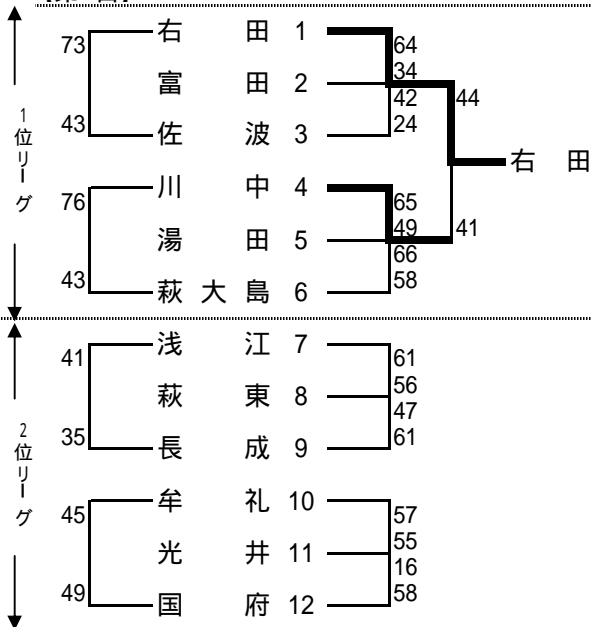 73 右田 1 64
34
富田 2
42 44
43 佐波 3 24
右田
1位リーグ
76 川中 4 65
49 41
湯田 5
66
43 萩大島 6 58
41 浅江 7 61
56
萩東 8
47
35 長成 9 61
2位リーグ
45 牟礼 10 57
55
光井 11
16
49 国府 12 58